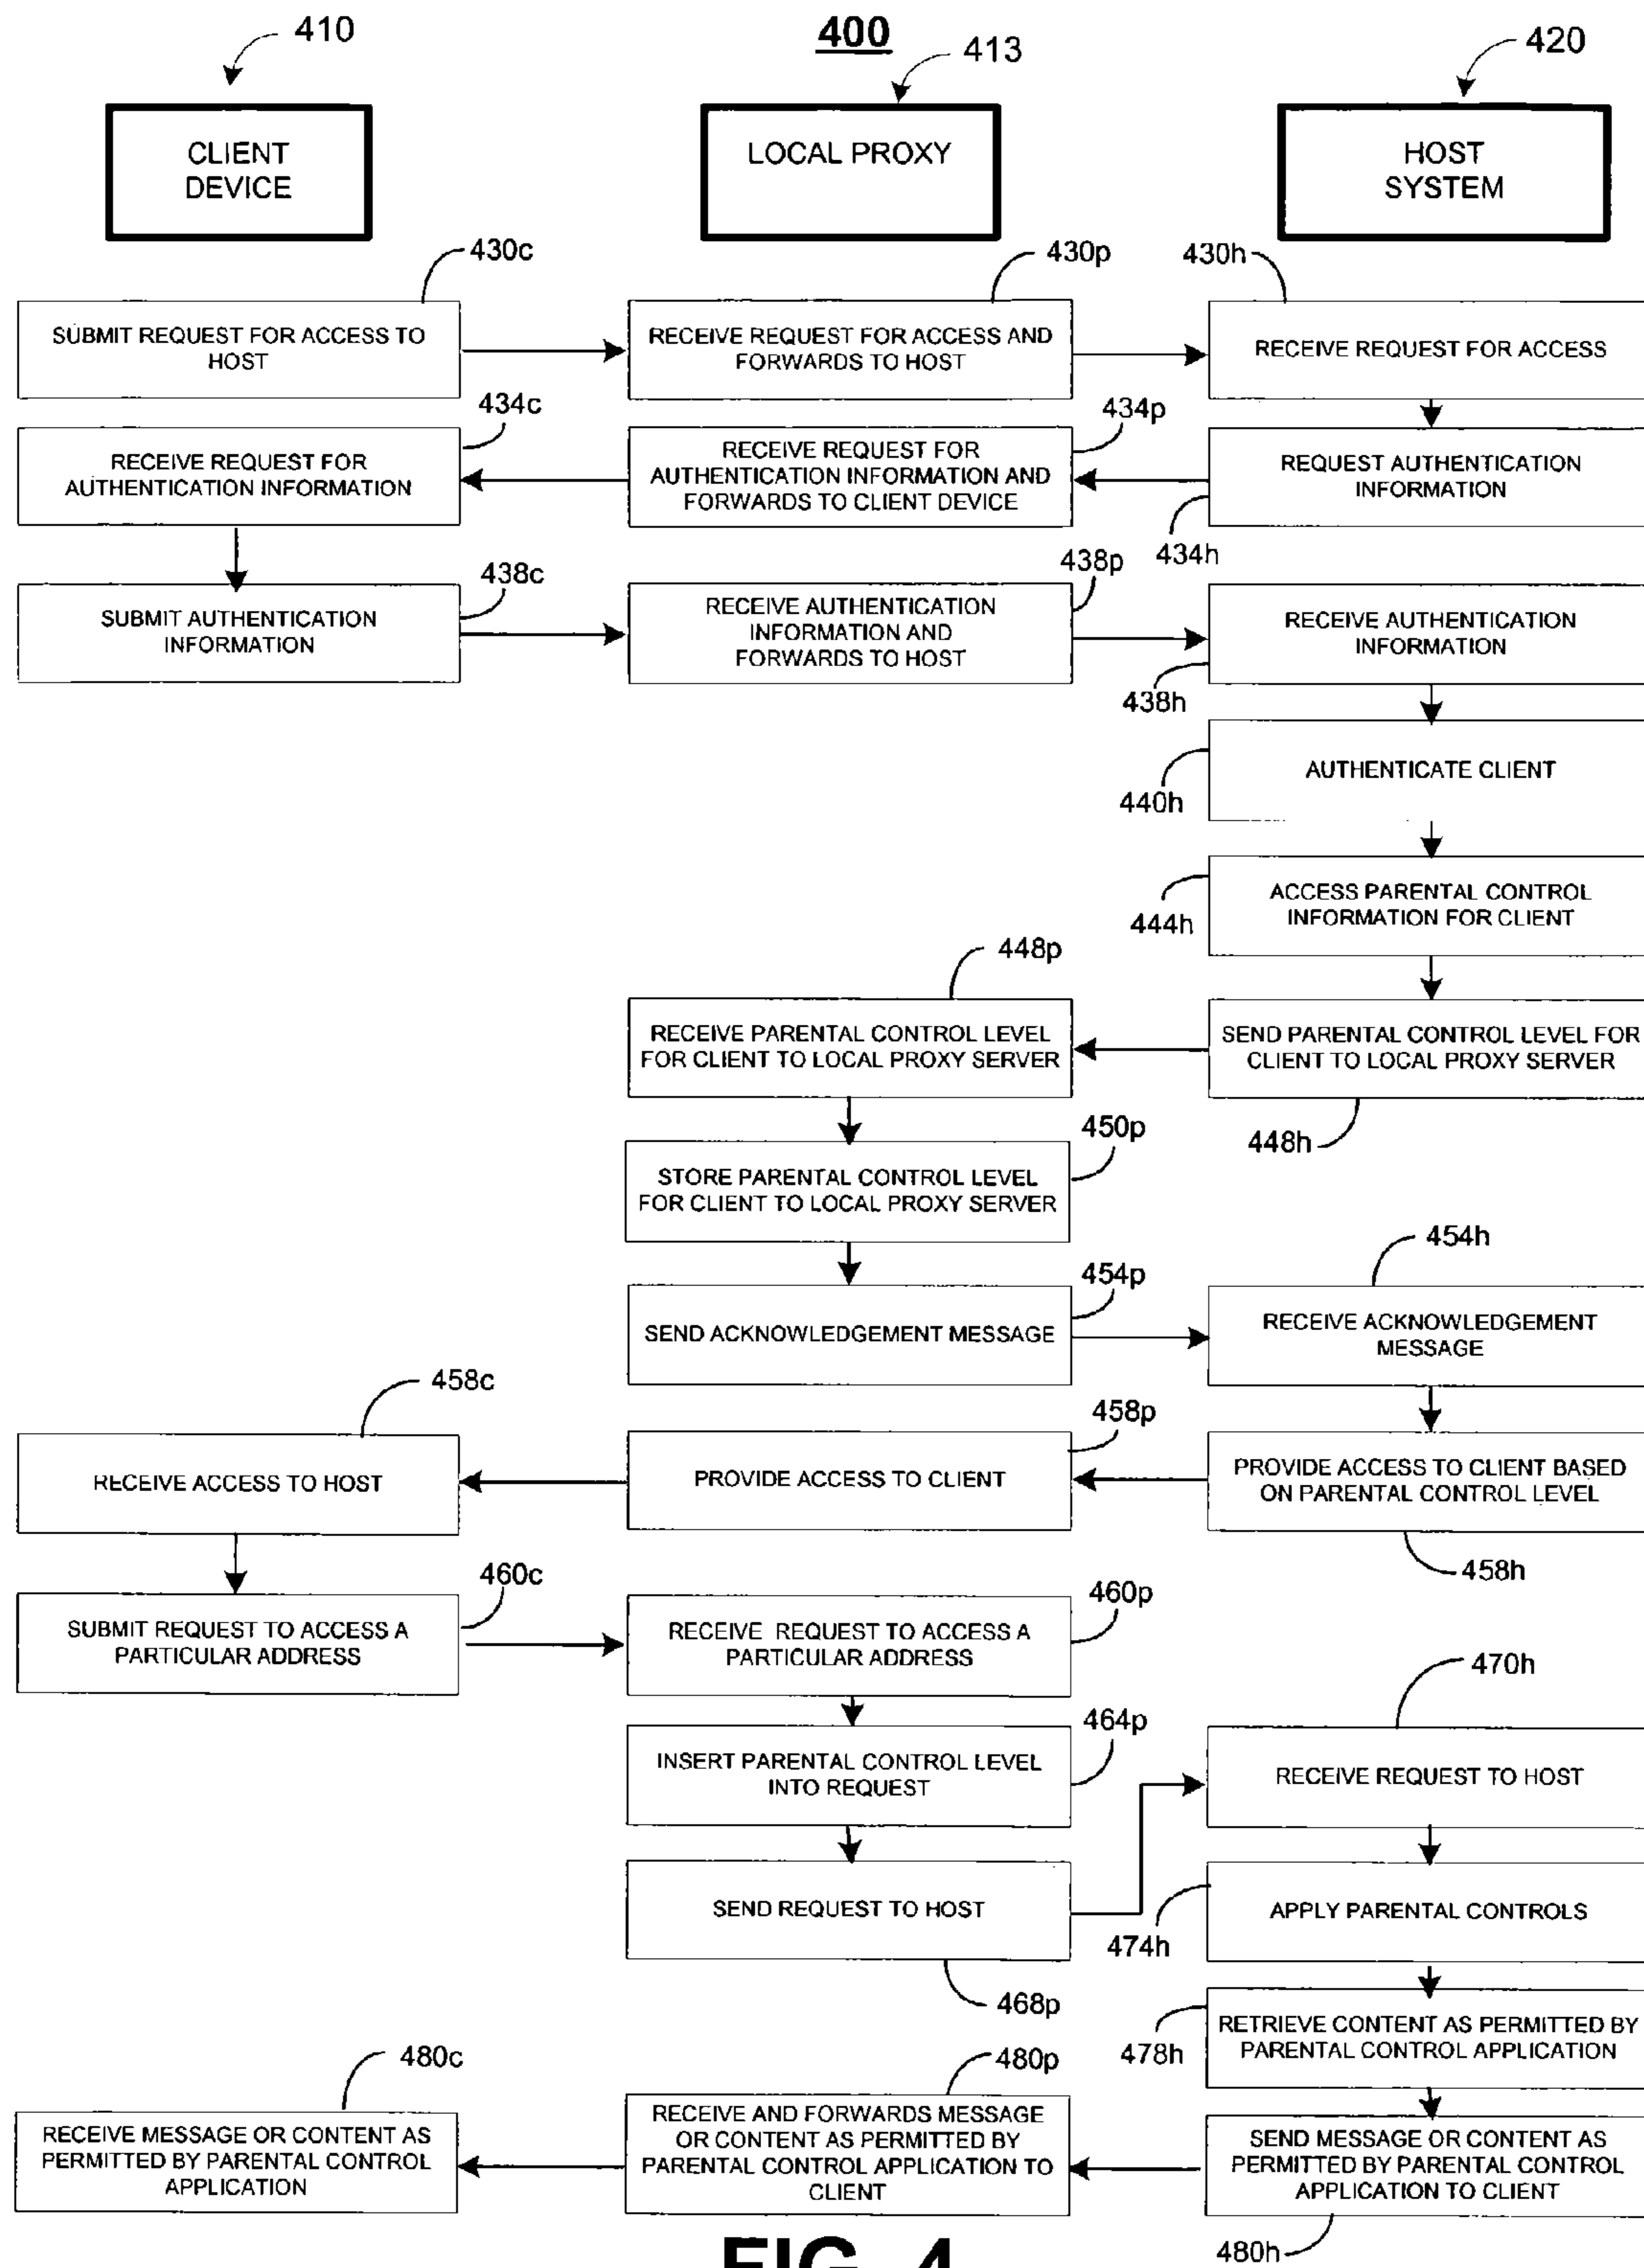 410
400
413
420
CLIENT
DEVICE
LOCAL PROXY
HOST
SYSTEM
430c
430p
430h
SUBMIT REQUEST FOR ACCESS TO
HOST
RECEIVE REQUEST FOR ACCESS AND
FORWARDS TO HOST
RECEIVE REQUEST FOR ACCESS
434c
434p
RECEIVE REQUEST FOR
AUTHENTICATION INFORMATION
RECEIVE REQUEST FOR
AUTHENTICATION INFORMATION AND
FORWARDS TO CLIENT DEVICE
REQUEST AUTHENTICATION
INFORMATION
434h
438c
438p
SUBMIT AUTHENTICATION
INFORMATION
RECEIVE AUTHENTICATION
INFORMATION AND
FORWARDS TO HOST
RECEIVE AUTHENTICATION
INFORMATION
438h
AUTHENTICATE CLIENT
440h
ACCESS PARENTAL CONTROL
INFORMATION FOR CLIENT
444h
448p
RECEIVE PARENTAL CONTROL LEVEL
FOR CLIENT TO LOCAL PROXY SERVER
SEND PARENTAL CONTROL LEVEL FOR
CLIENT TO LOCAL PROXY SERVER
448h
450p
STORE PARENTAL CONTROL LEVEL
FOR CLIENT TO LOCAL PROXY SERVER
454h
454p
SEND ACKNOWLEDGEMENT MESSAGE
RECEIVE ACKNOWLEDGEMENT
MESSAGE
458c
458p
RECEIVE ACCESS TO HOST
PROVIDE ACCESS TO CLIENT
PROVIDE ACCESS TO CLIENT BASED
ON PARENTAL CONTROL LEVEL
458h
460c
460p
SUBMIT REQUEST TO ACCESS A
PARTICULAR ADDRESS
RECEIVE REQUEST TO ACCESS A
PARTICULAR ADDRESS
470h
464p
INSERT PARENTAL CONTROL LEVEL
INTO REQUEST
RECEIVE REQUEST TO HOST
SEND REQUEST TO HOST
APPLY PARENTAL CONTROLS
474h
468p
RETRIEVE CONTENT AS PERMITTED BY
PARENTAL CONTROL APPLICATION
478h
480c
480p
RECEIVE MESSAGE OR CONTENT AS
PERMITTED BY PARENTAL CONTROL
APPLICATION
RECEIVE AND FORWARDS MESSAGE
OR CONTENT AS PERMITTED BY
PARENTAL CONTROL APPLICATION TO
CLIENT
SEND MESSAGE OR CONTENT AS
PERMITTED BY PARENTAL CONTROL
APPLICATION TO CLIENT
480h
FIG. 4